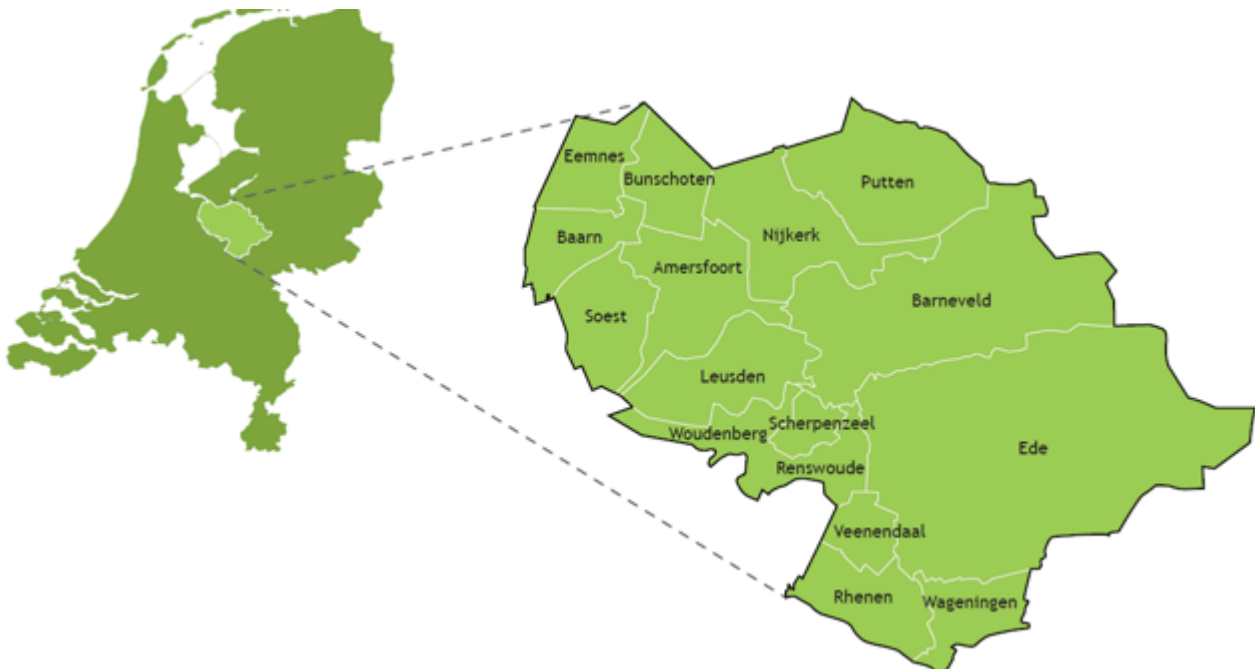 Eemnes
Bunschoten
Putten
Baarn
Nijkerk
Amersfoort
Barneveld
Soest
Leusden
Scherpenzeel
Woudenberg
Ede
Renswoude
Veenendaal
Rhenen
Wageningen